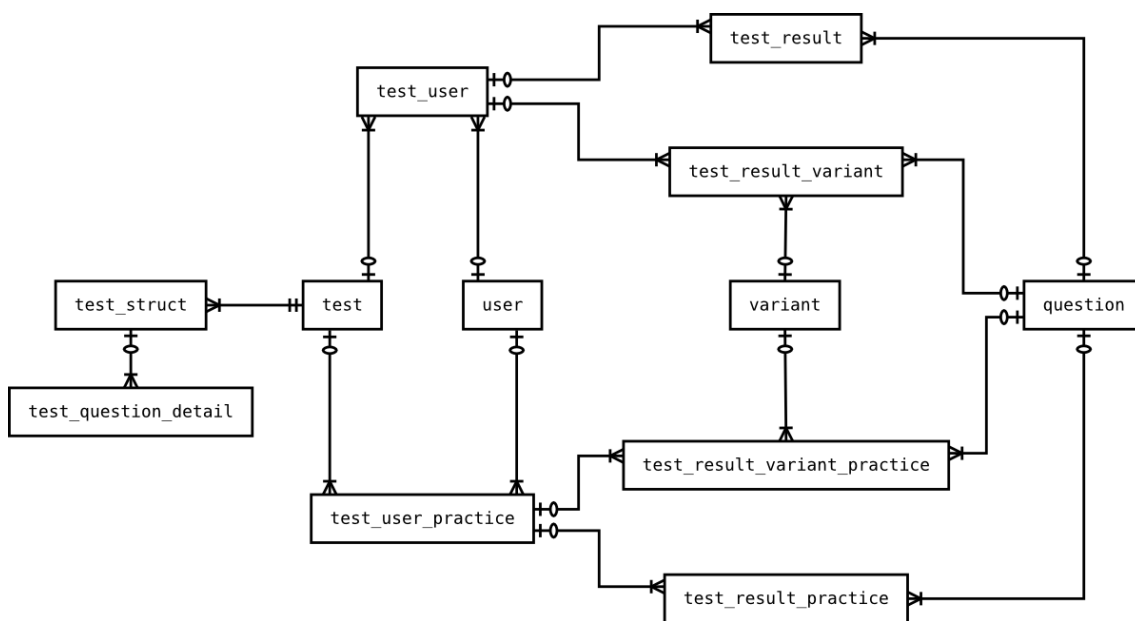 test_result
test_user
test_result_variant
test_struct
test
user
variant
question
test_question_detail
test_result_variant_practice
test_user_practice
test_result_practice